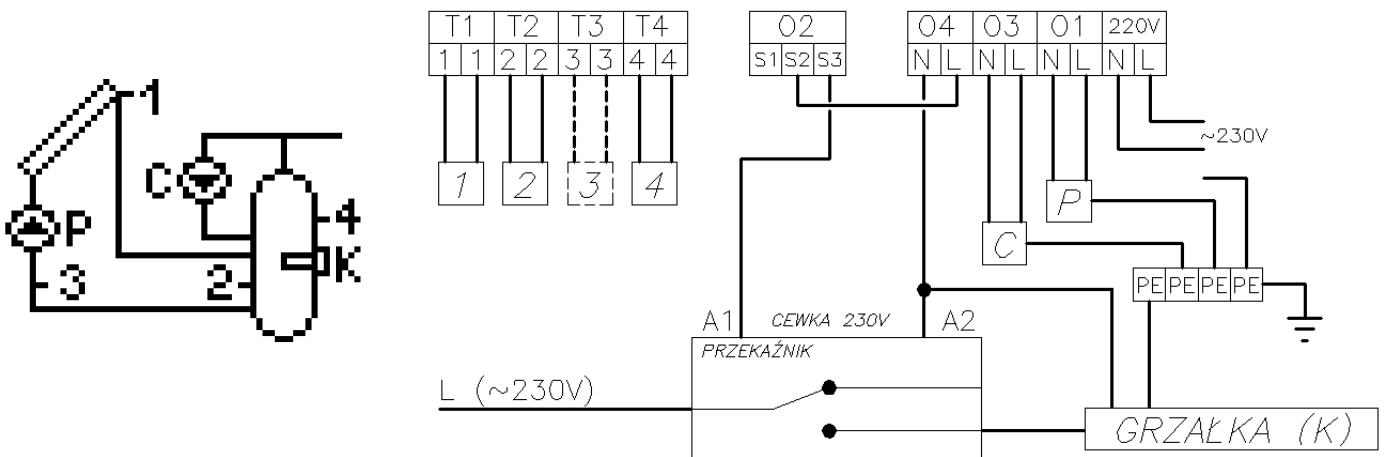 1
C
P
4
K
3
2
T1 T2 T3 T4
1 1 2 2 3 3 4 4
1 2 3 4
O2
S1 S2 S3
O4 O3 O1 220V
N L N L N L N L
~230V
P
C
PE PE PE PE
A1 CEWKA 230V A2
PRZEKAŹNIK
L (~230V)
GRZAŁKA (K)